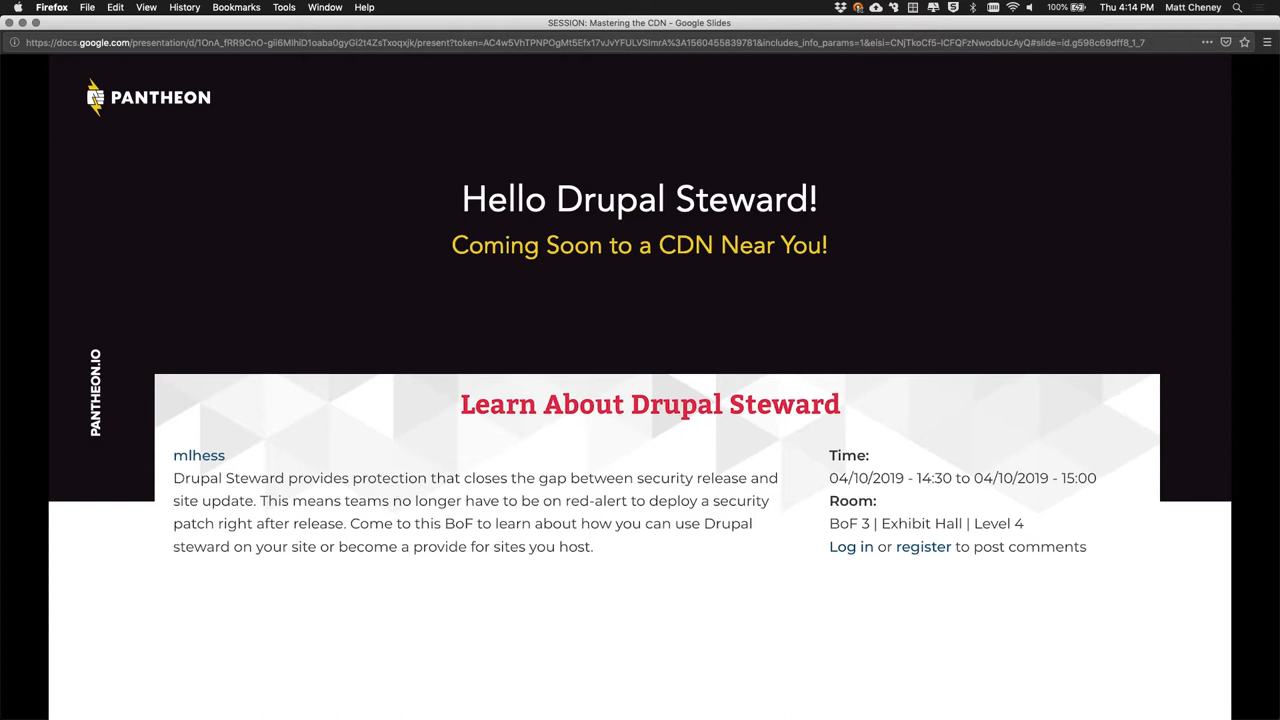 Firefox File Edit View History Bookmarks Tools Window Help 100% Thu 4:14 PM Matt Cheney
SESSION: Mastering the CDN - Google Slides
PANTHEON
Hello Drupal Steward!
Coming Soon to a CDN Near You!
PANTHEON.IO
Learn About Drupal Steward
mlhess
Drupal Steward provides protection that closes the gap between security release and
site update. This means teams no longer have to be on red-alert to deploy a security
patch right after release. Come to this BoF to learn about how you can use Drupal
steward on your site or become a provide for sites you host.
Time:
04/10/2019 - 14:30 to 04/10/2019 - 15:00
Room:
BoF 3 | Exhibit Hall | Level 4
Log in or register to post comments